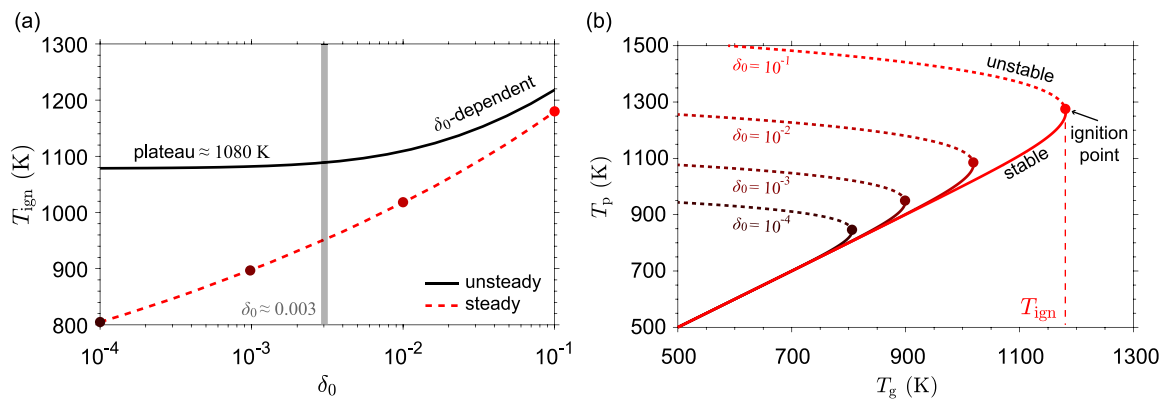 (a)
1300
1200
1100
1000
900
800
T_ign (K)
plateau ≈ 1080 K
δ0-dependent
δ0 ≈ 0.003
unsteady
steady
10^-4
10^-3
10^-2
10^-1
δ0
(b)
1500
1300
1100
900
700
500
T_p (K)
δ0 = 10^-1
δ0 = 10^-2
δ0 = 10^-3
δ0 = 10^-4
unstable
ignition
point
stable
T_ign
500
700
900
1100
1300
T_g (K)